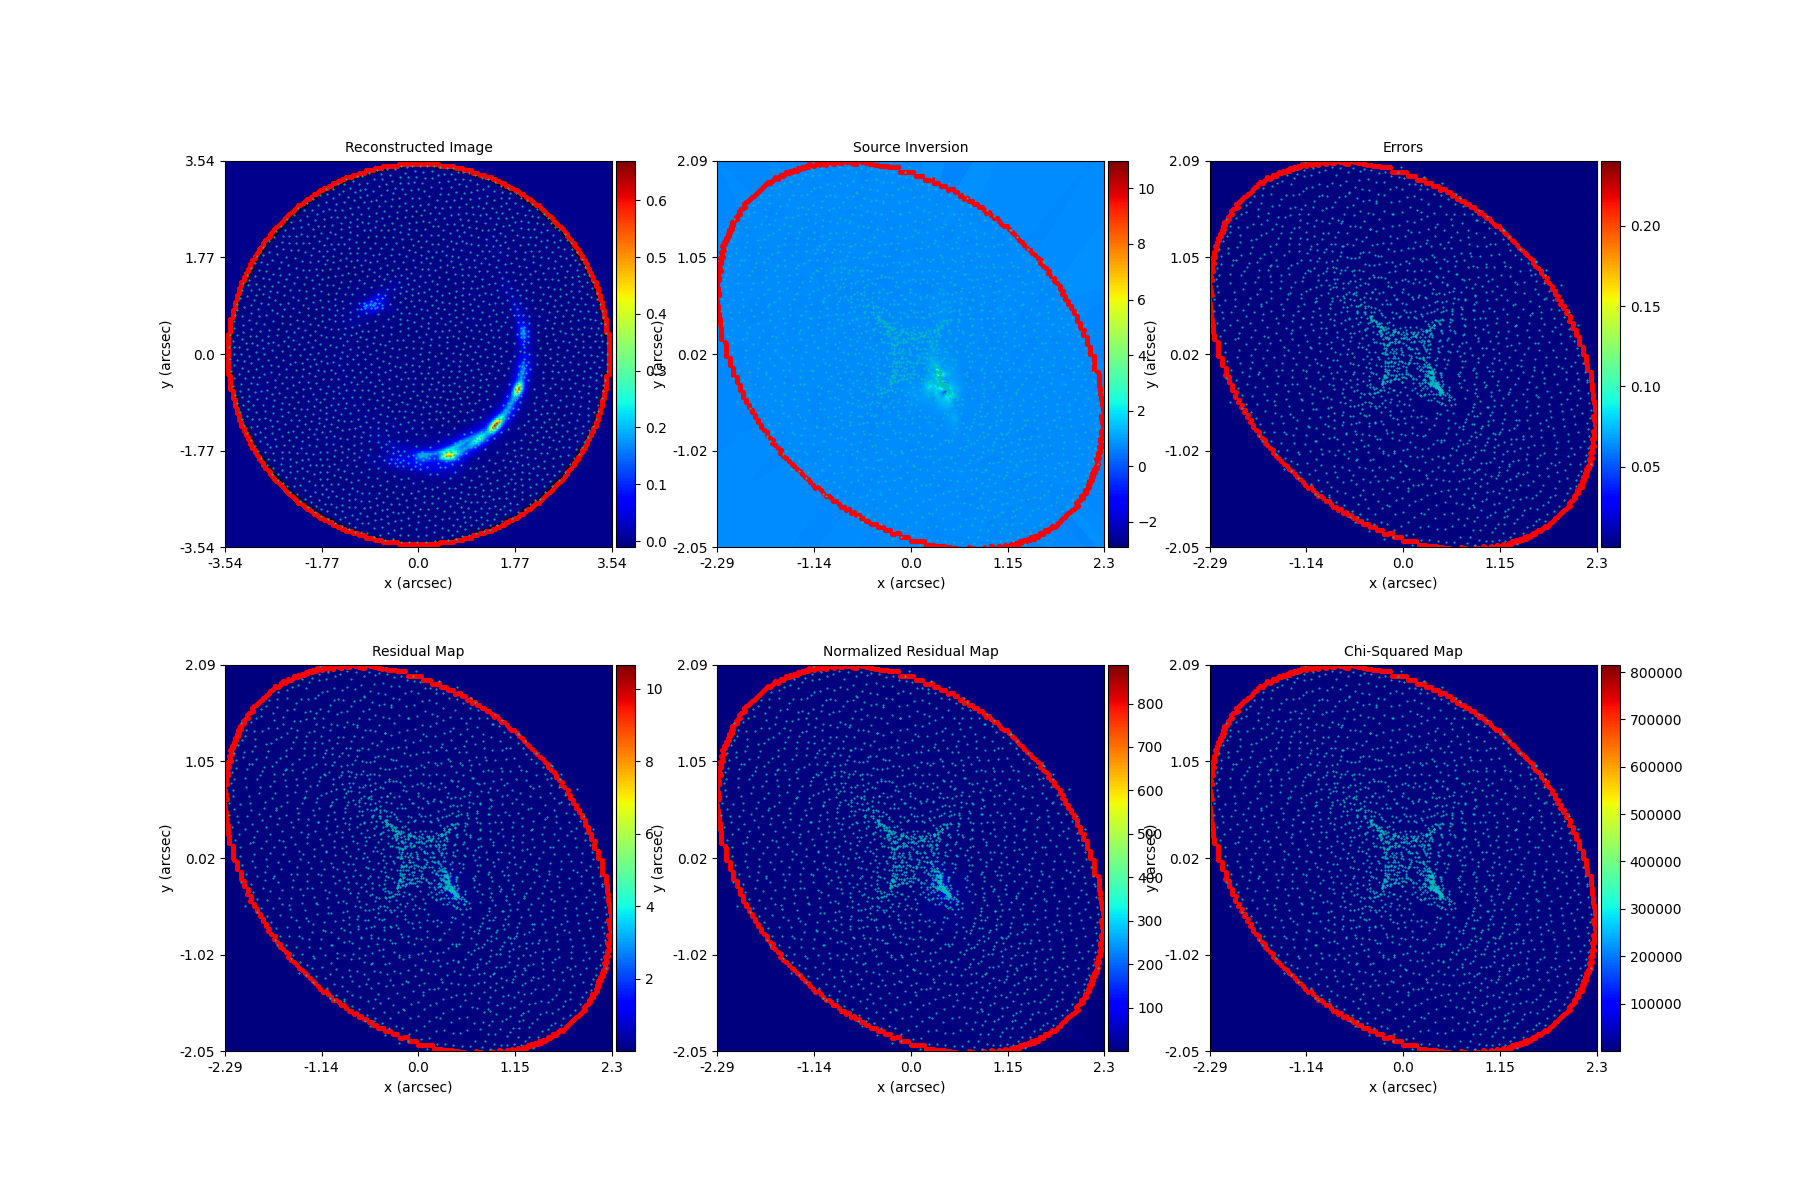 Reconstructed Image
3.54
1.77
0.0
-1.77
-3.54
y (arcsec)
-3.54 -1.77 0.0 1.77 3.54
x (arcsec)
0.6
0.5
0.4
0.3
0.2
0.1
0.0
Source Inversion
2.09
1.05
0.02
-1.02
-2.05
y (arcsec)
-2.29 -1.14 0.0 1.15 2.3
x (arcsec)
10
8
6
4
2
0
−2
Errors
2.09
1.05
0.02
-1.02
-2.05
y (arcsec)
-2.29 -1.14 0.0 1.15 2.3
x (arcsec)
0.20
0.15
0.10
0.05
Residual Map
2.09
1.05
0.02
-1.02
-2.05
y (arcsec)
-2.29 -1.14 0.0 1.15 2.3
x (arcsec)
10
8
6
4
2
Normalized Residual Map
2.09
1.05
0.02
-1.02
-2.05
y (arcsec)
-2.29 -1.14 0.0 1.15 2.3
x (arcsec)
800
700
600
500
400
300
200
100
Chi-Squared Map
2.09
1.05
0.02
-1.02
-2.05
y (arcsec)
-2.29 -1.14 0.0 1.15 2.3
x (arcsec)
800000
700000
600000
500000
400000
300000
200000
100000